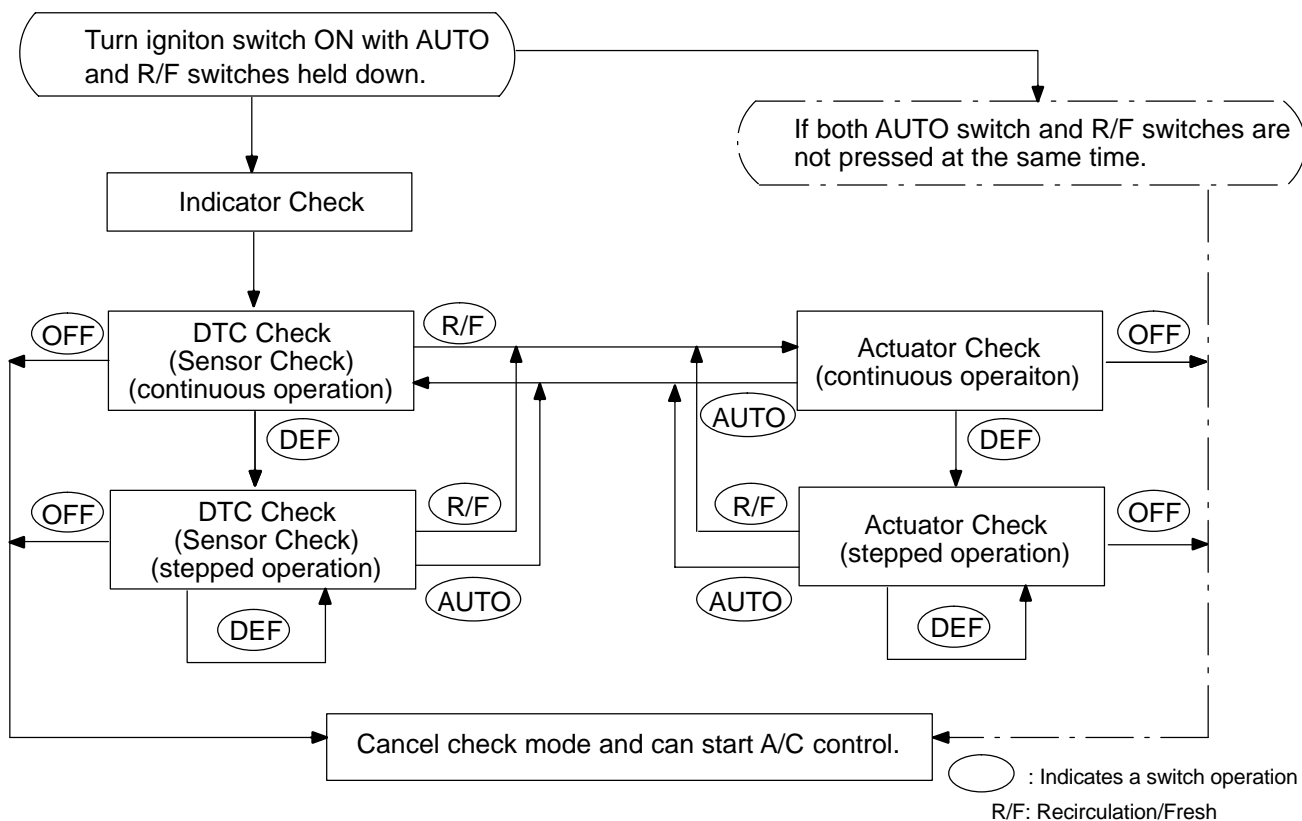 Turn igniton switch ON with AUTO
and R/F switches held down.
If both AUTO switch and R/F switches are
not pressed at the same time.
Indicator Check
OFF
DTC Check
(Sensor Check)
(continuous operation)
R/F
Actuator Check
(continuous operaiton)
OFF
AUTO
DEF
DEF
OFF
DTC Check
(Sensor Check)
(stepped operation)
R/F
AUTO
R/F
AUTO
Actuator Check
(stepped operation)
OFF
DEF
DEF
Cancel check mode and can start A/C control.
: Indicates a switch operation
R/F: Recirculation/Fresh